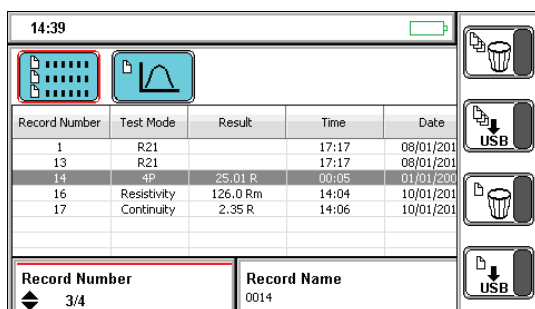 14:39
Record Number Test Mode Result Time Date
1 R21 17:17 08/01/201
13 R21 17:17 08/01/201
14 4P 25.01 R 00:05 01/01/200
16 Resistivity 126.0 Rm 14:04 10/01/201
17 Continuity 2.35 R 14:06 10/01/201
Record Number
3/4
Record Name
0014
USB
USB